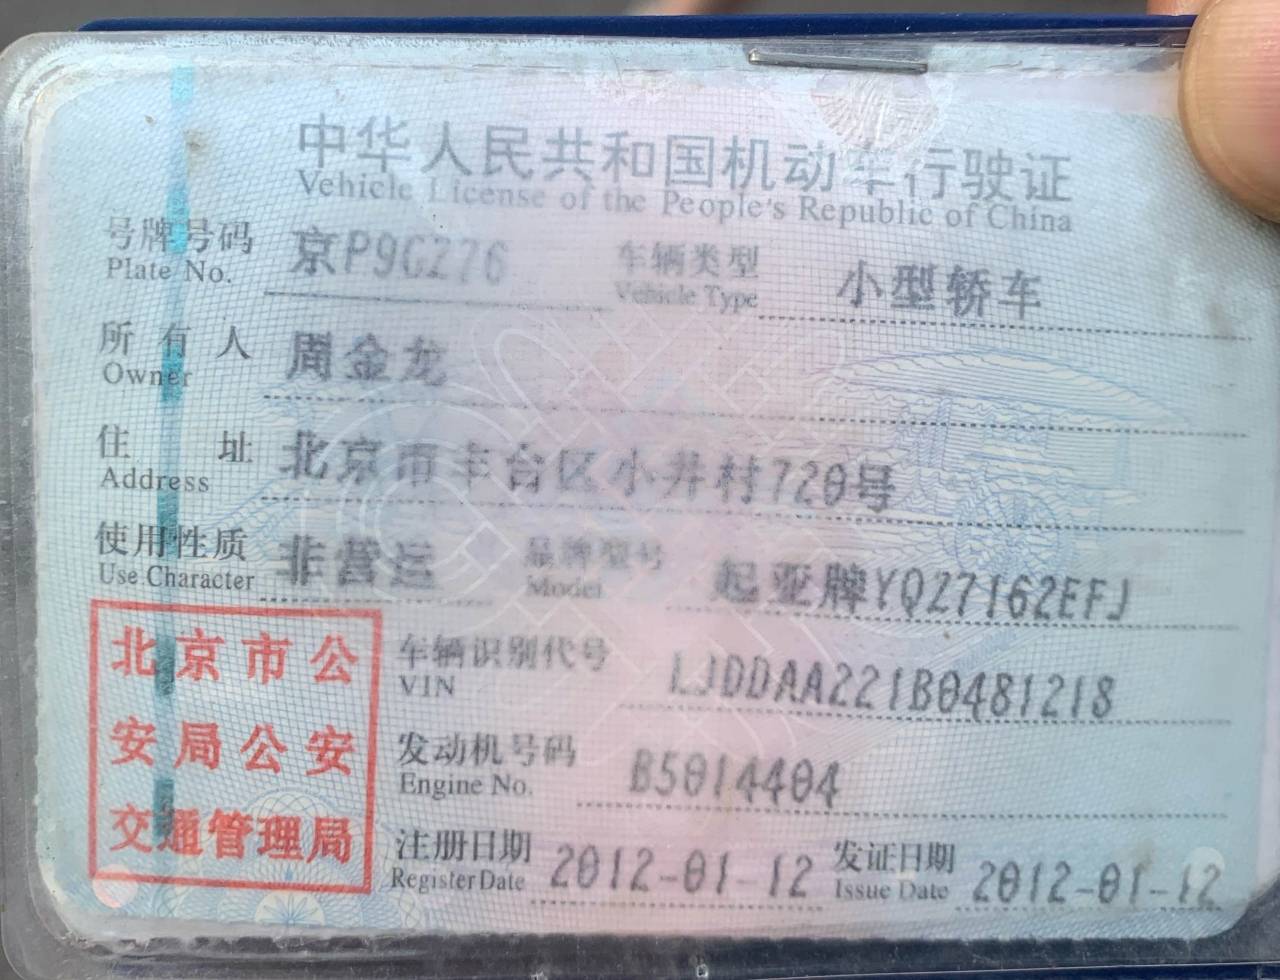 中华人民共和国机动车行驶证
Vehicle License of the People's Republic of China
号牌号码 京P9GZ76 车辆类型 小型轿车
Plate No. Vehicle Type
所有人 周金龙
Owner
住址 北京市丰台区小井村720号
Address
使用性质 非营运 品牌型号 起亚牌YQZ7162EFJ
Use Character Model
北京市公
安局公安
交通管理局
车辆识别代号 LJDDAA221B0481218
VIN
发动机号码 B5014404
Engine No.
注册日期 2012-01-12 发证日期 2012-01-12
Register Date Issue Date